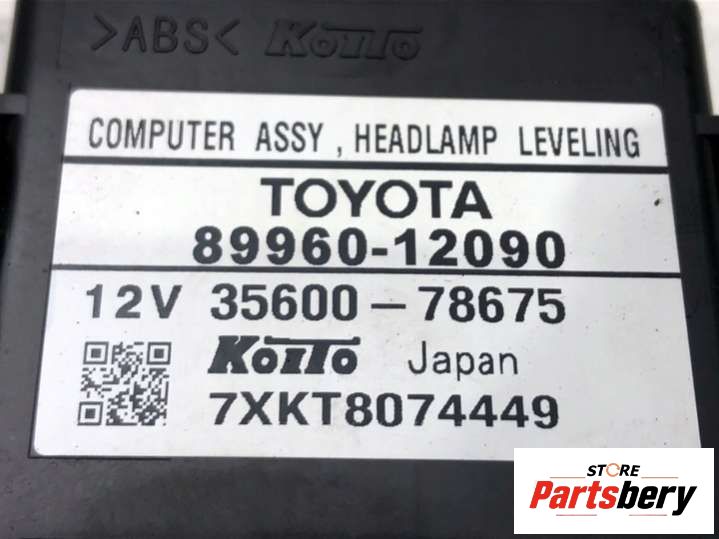 >ABS< KOITO
COMPUTER ASSY , HEADLAMP LEVELING
TOYOTA
89960-12090
12V 35600-78675
KOITO Japan
7XKT8074449
STORE
Partsbery